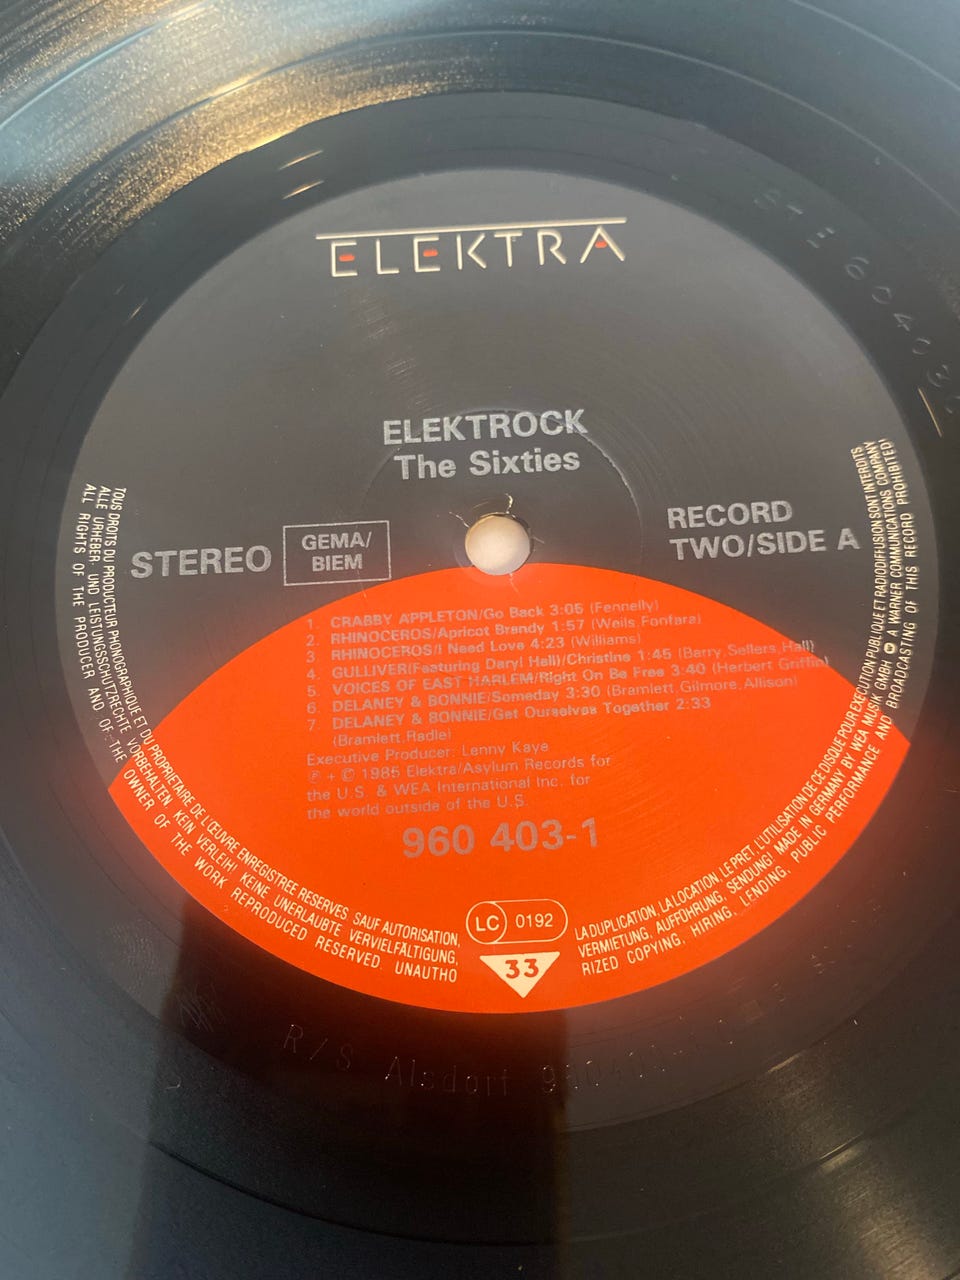 ELEKTRA
ELEKTROCK
The Sixties
STEREO
GEMA/
BIEM
RECORD
TWO/SIDE A
1. CRABBY APPLETON/Go Back 3:05 (Fennelly)
2. RHINOCEROS/Apricot Brandy 1:57 (Weils,Fonfara)
3. RHINOCEROS/I Need Love 4:23 (Williams)
4. GULLIVER(Featuring Daryl Hall)/Christine 1:45 (Barry,Sellers,Hall)
5. VOICES OF EAST HARLEM/Right On Be Free 3:40 (Herbert Griffin)
6. DELANEY & BONNIE/Someday 3:30 (Bramlett,Gilmore,Allison)
7. DELANEY & BONNIE/Get Ourselves Together 2:33
(Bramlett,Radle)
Executive Producer: Lenny Kaye
℗ + © 1985 Elektra/Asylum Records for
the U.S. & WEA International Inc. for
the world outside of the U.S.
960 403-1
LC 0192
33
TOUS DROITS DU PRODUCTEUR PHONOGRAPHIQUE ET DU PROPRIETAIRE DE L'ŒUVRE ENREGISTREE RESERVES SAUF AUTORISATION,
LA DUPLICATION, LA LOCATION, LE PRET, L'UTILISATION DE CE DISQUE POUR EXECUTION PUBLIQUE ET RADIODIFFUSION SONT INTERDITS
ALLE URHEBER- UND LEISTUNGSSCHUTZRECHTE VORBEHALTEN. KEIN VERLEIH! KEINE UNERLAUBTE VERVIELFÄLTIGUNG,
VERMIETUNG, AUFFÜHRUNG, SENDUNG! MADE IN GERMANY BY WEA MUSIK GMBH A WARNER COMMUNICATIONS COMPANY
ALL RIGHTS OF THE PRODUCER AND OF THE OWNER OF THE WORK REPRODUCED RESERVED. UNAUTHO
RIZED COPYING, HIRING, LENDING, PUBLIC PERFORMANCE AND BROADCASTING OF THIS RECORD PROHIBITED!
R/S Alsdorf